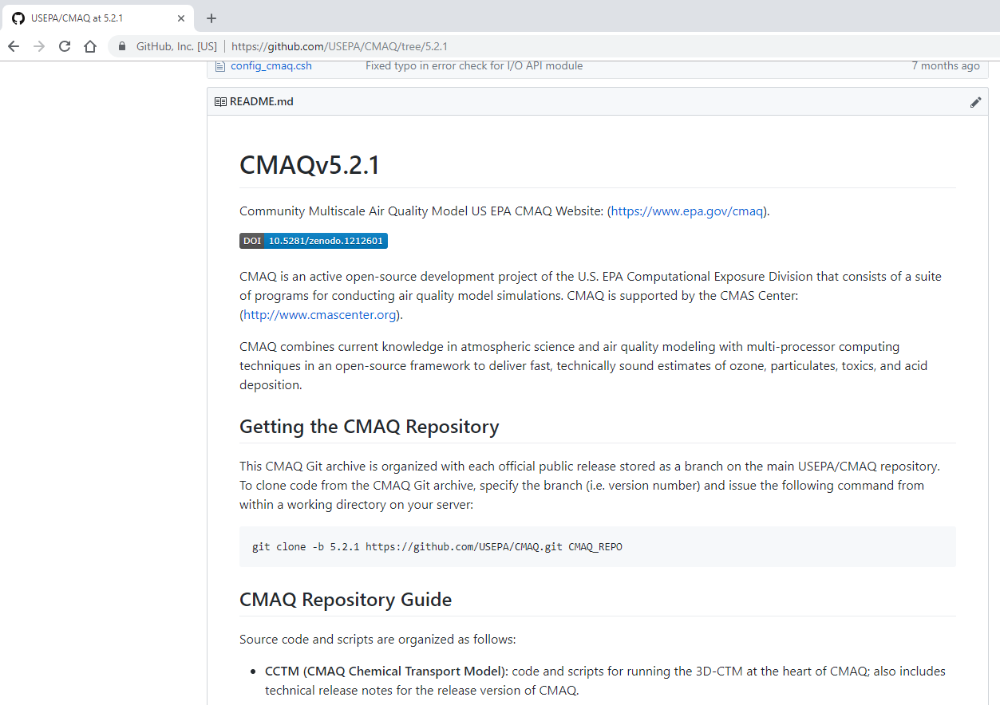 USEPA/CMAQ at 5.2.1
GitHub, Inc. [US] | https://github.com/USEPA/CMAQ/tree/5.2.1
config_cmaq.csh Fixed typo in error check for I/O API module 7 months ago
README.md
CMAQv5.2.1
Community Multiscale Air Quality Model US EPA CMAQ Website: (https://www.epa.gov/cmaq).
DOI 10.5281/zenodo.1212601
CMAQ is an active open-source development project of the U.S. EPA Computational Exposure Division that consists of a suite
of programs for conducting air quality model simulations. CMAQ is supported by the CMAS Center:
(http://www.cmascenter.org).
CMAQ combines current knowledge in atmospheric science and air quality modeling with multi-processor computing
techniques in an open-source framework to deliver fast, technically sound estimates of ozone, particulates, toxics, and acid
deposition.
Getting the CMAQ Repository
This CMAQ Git archive is organized with each official public release stored as a branch on the main USEPA/CMAQ repository.
To clone code from the CMAQ Git archive, specify the branch (i.e. version number) and issue the following command from
within a working directory on your server:
git clone -b 5.2.1 https://github.com/USEPA/CMAQ.git CMAQ_REPO
CMAQ Repository Guide
Source code and scripts are organized as follows:
• CCTM (CMAQ Chemical Transport Model): code and scripts for running the 3D-CTM at the heart of CMAQ; also includes
technical release notes for the release version of CMAQ.